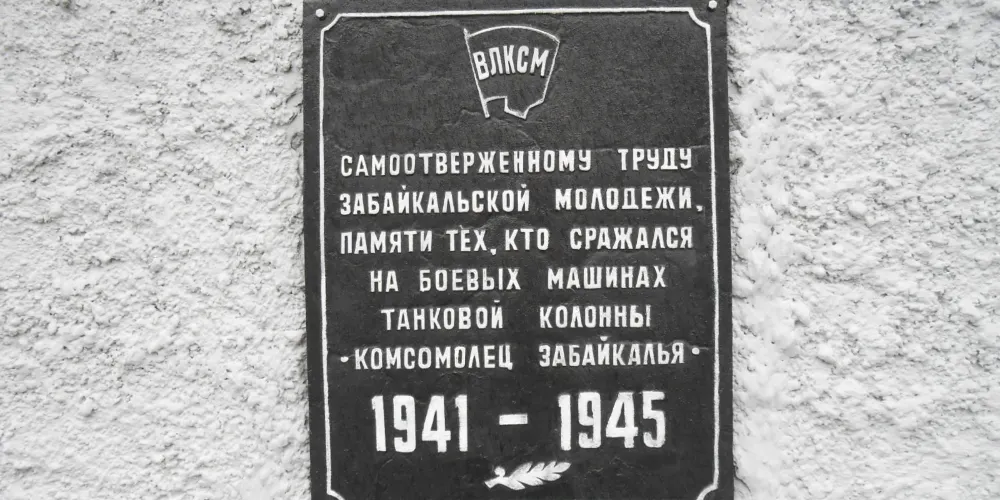 ВЛКСМ
САМООТВЕРЖЕННОМУ ТРУДУ
ЗАБАЙКАЛЬСКОЙ МОЛОДЕЖИ,
ПАМЯТИ ТЕХ, КТО СРАЖАЛСЯ
НА БОЕВЫХ МАШИНАХ
ТАНКОВОЙ КОЛОННЫ
• КОМСОМОЛЕЦ ЗАБАЙКАЛЬЯ •
1941 – 1945